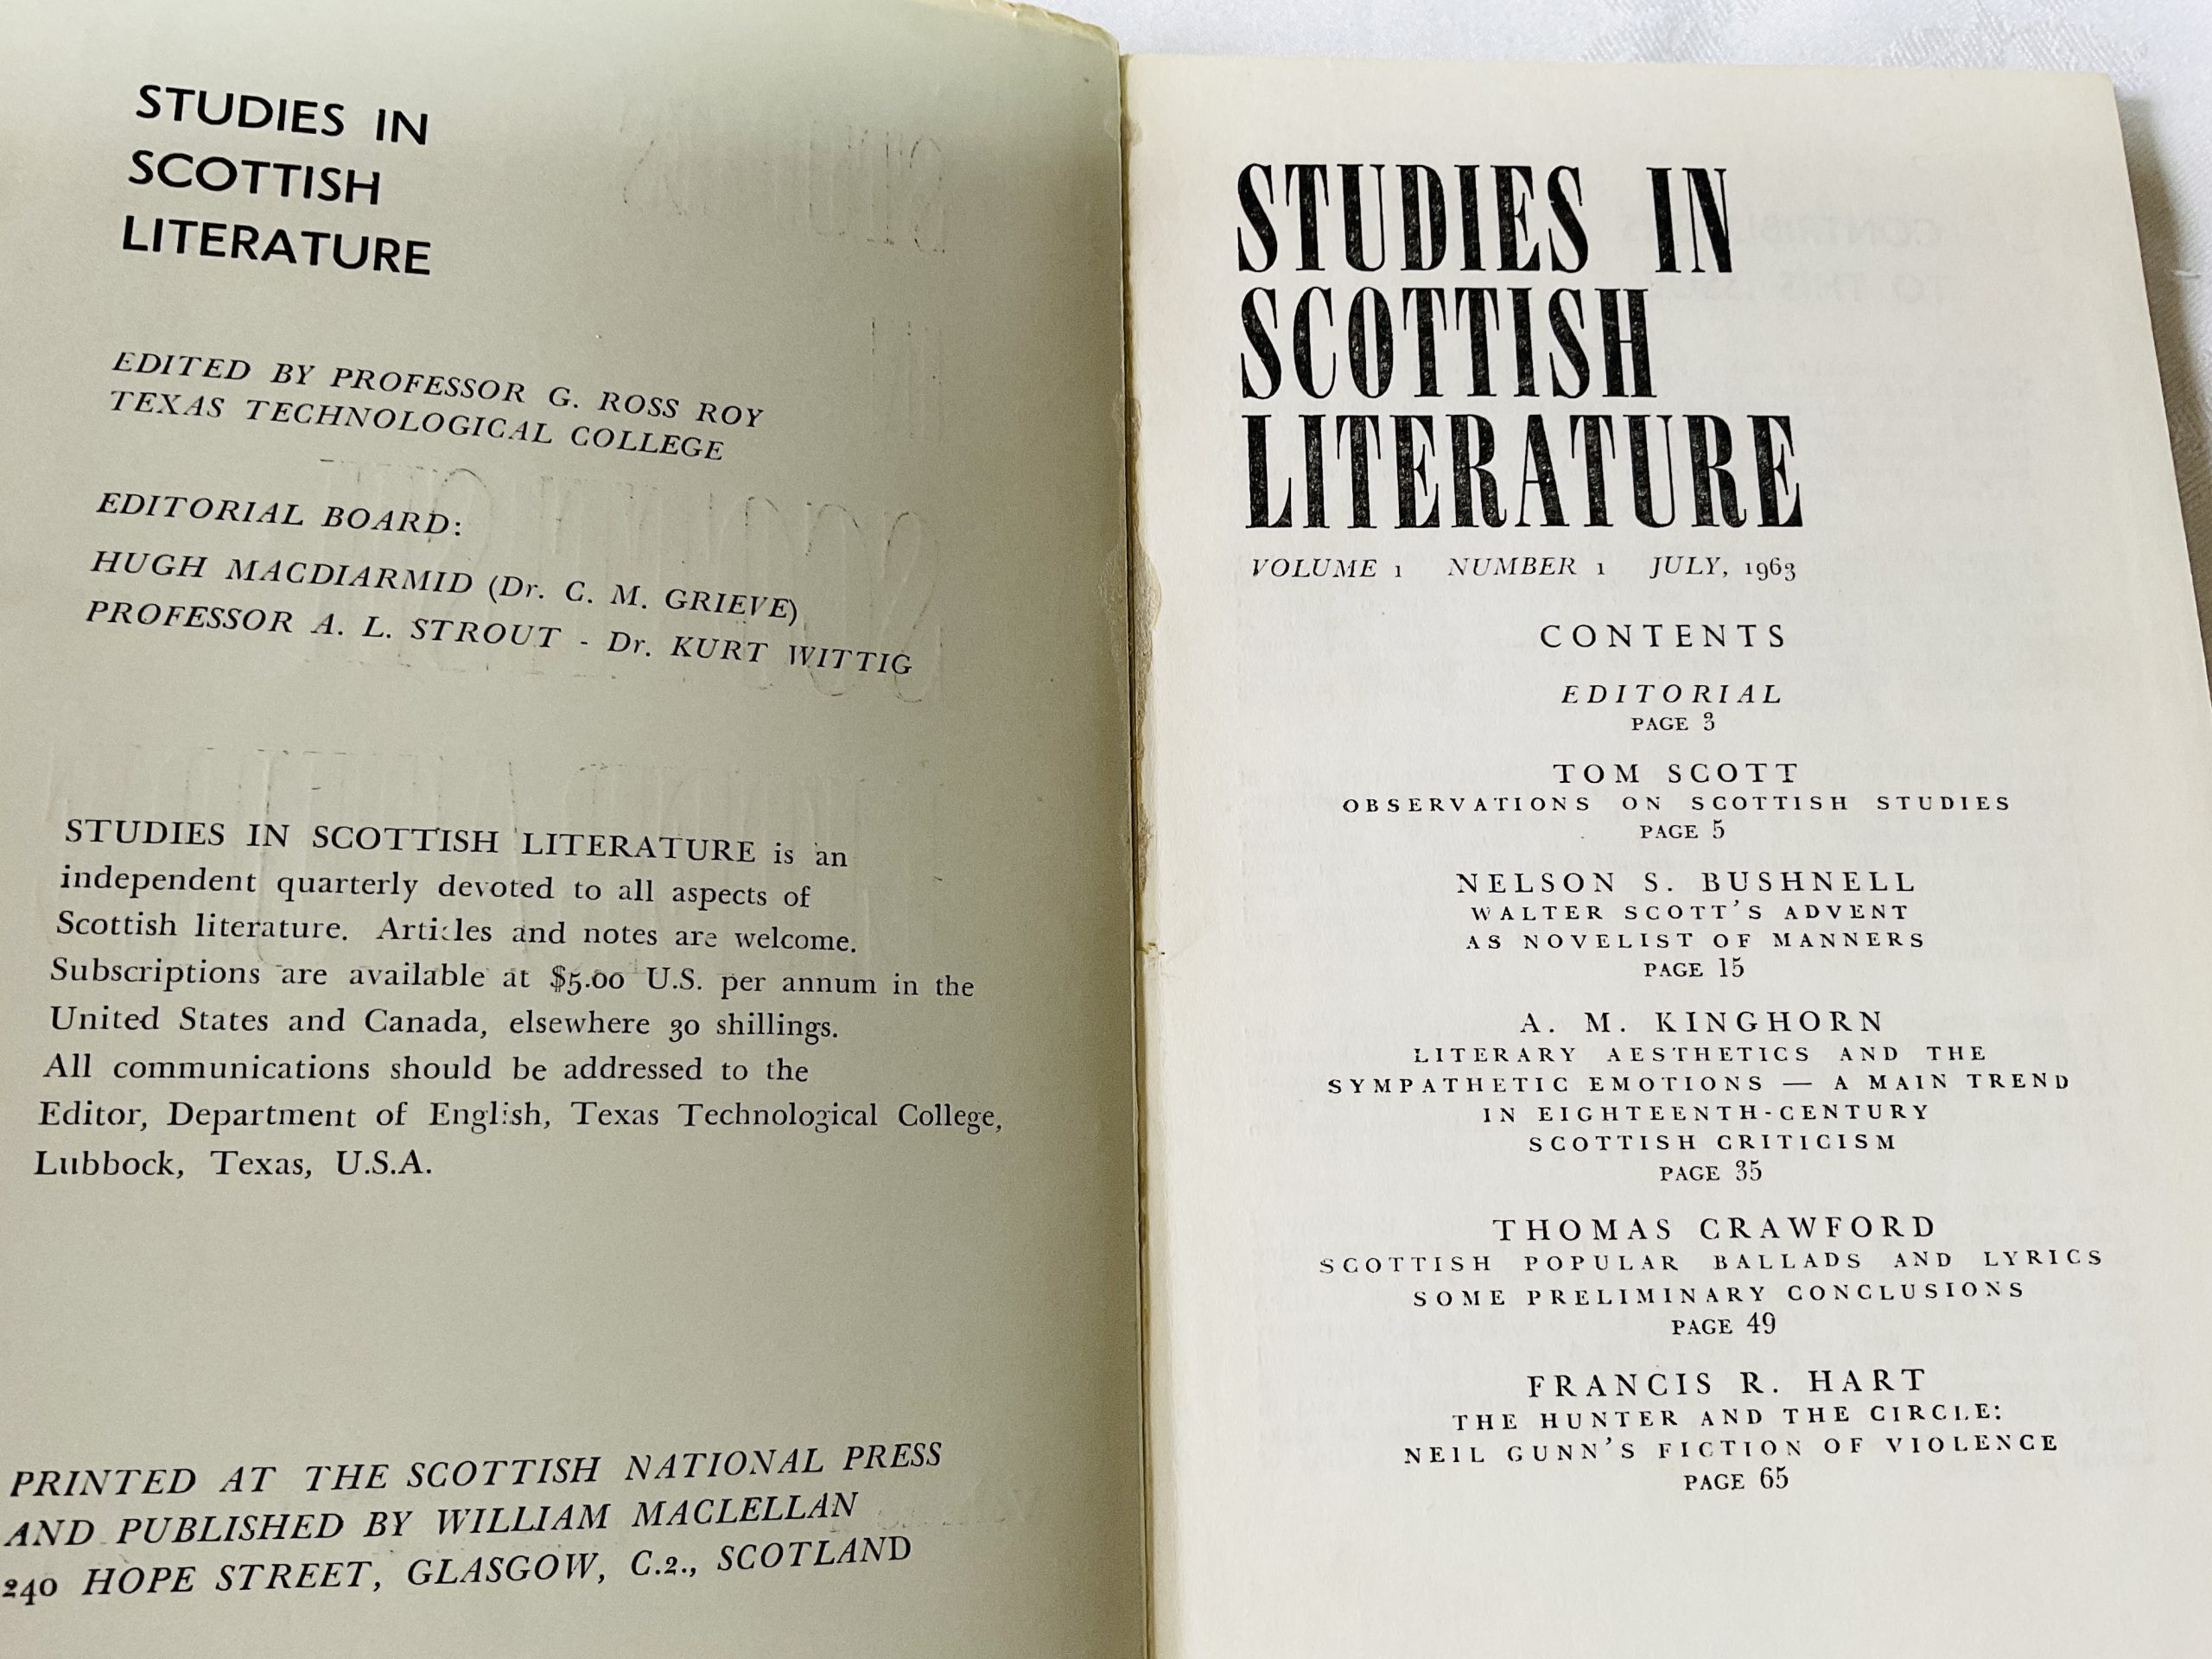 STUDIES IN
SCOTTISH
LITERATURE
EDITED BY PROFESSOR G. ROSS ROY
TEXAS TECHNOLOGICAL COLLEGE
EDITORIAL BOARD:
HUGH MACDIARMID (Dr. C. M. GRIEVE)
PROFESSOR A. L. STROUT - Dr. KURT WITTIG
STUDIES IN SCOTTISH LITERATURE is an
independent quarterly devoted to all aspects of
Scottish literature. Articles and notes are welcome.
Subscriptions are available at $5.00 U.S. per annum in the
United States and Canada, elsewhere 30 shillings.
All communications should be addressed to the
Editor, Department of English, Texas Technological College,
Lubbock, Texas, U.S.A.
PRINTED AT THE SCOTTISH NATIONAL PRESS
AND PUBLISHED BY WILLIAM MACLELLAN
240 HOPE STREET, GLASGOW, C.2., SCOTLAND
STUDIES IN
SCOTTISH
LITERATURE
VOLUME 1 NUMBER 1 JULY, 1963
CONTENTS
EDITORIAL
PAGE 3
TOM SCOTT
OBSERVATIONS ON SCOTTISH STUDIES
PAGE 5
NELSON S. BUSHNELL
WALTER SCOTT'S ADVENT
AS NOVELIST OF MANNERS
PAGE 15
A. M. KINGHORN
LITERARY AESTHETICS AND THE
SYMPATHETIC EMOTIONS — A MAIN TREND
IN EIGHTEENTH-CENTURY
SCOTTISH CRITICISM
PAGE 35
THOMAS CRAWFORD
SCOTTISH POPULAR BALLADS AND LYRICS
SOME PRELIMINARY CONCLUSIONS
PAGE 49
FRANCIS R. HART
THE HUNTER AND THE CIRCLE:
NEIL GUNN'S FICTION OF VIOLENCE
PAGE 65